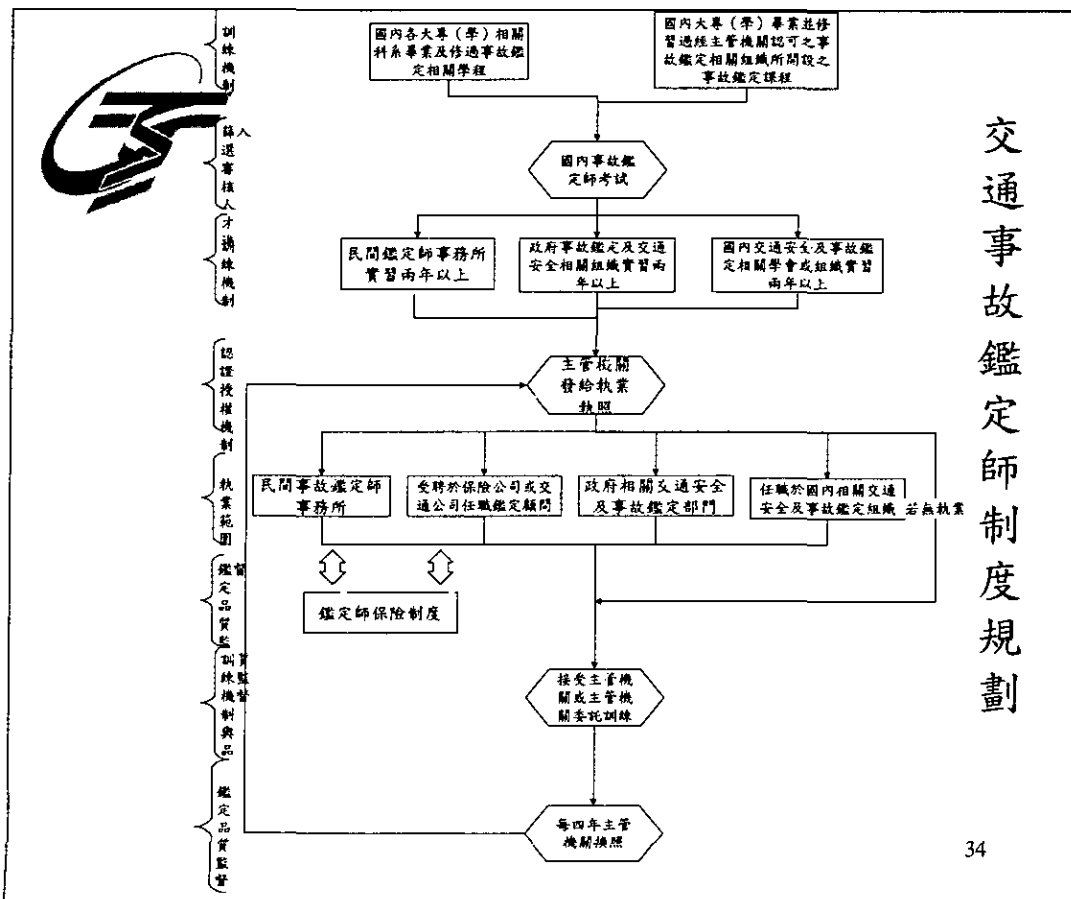 交通事故鑑定師制度規劃
訓練機制
國內各大專（學）相關
科系畢業及修過事故鑑
定相關學程
國內大專（學）畢業並修
習過經主管機關認可之事
故鑑定相關組織所開設之
事故鑑定課程
篩選審核人
國內事故鑑
定師考試
訓練機制
民間鑑定師事務所
實習兩年以上
政府事故鑑定及交通
安全相關組織實習兩
年以上
國內交通安全及事故鑑
定相關學會或組織實習
兩年以上
認證授權機制
主管機關
發給執業
執照
執業範圍
民間事故鑑定師
事務所
受聘於保險公司或交
通公司任職鑑定顧問
政府相關交通安全
及事故鑑定部門
任職於國內相關交通
安全及事故鑑定組織
若無執業
鑑定品質監督
鑑定師保險制度
訓練機制與品質監督
接受主管機
關或主管機
關委託訓練
鑑定品質監督
每四年主管
機關換照
34